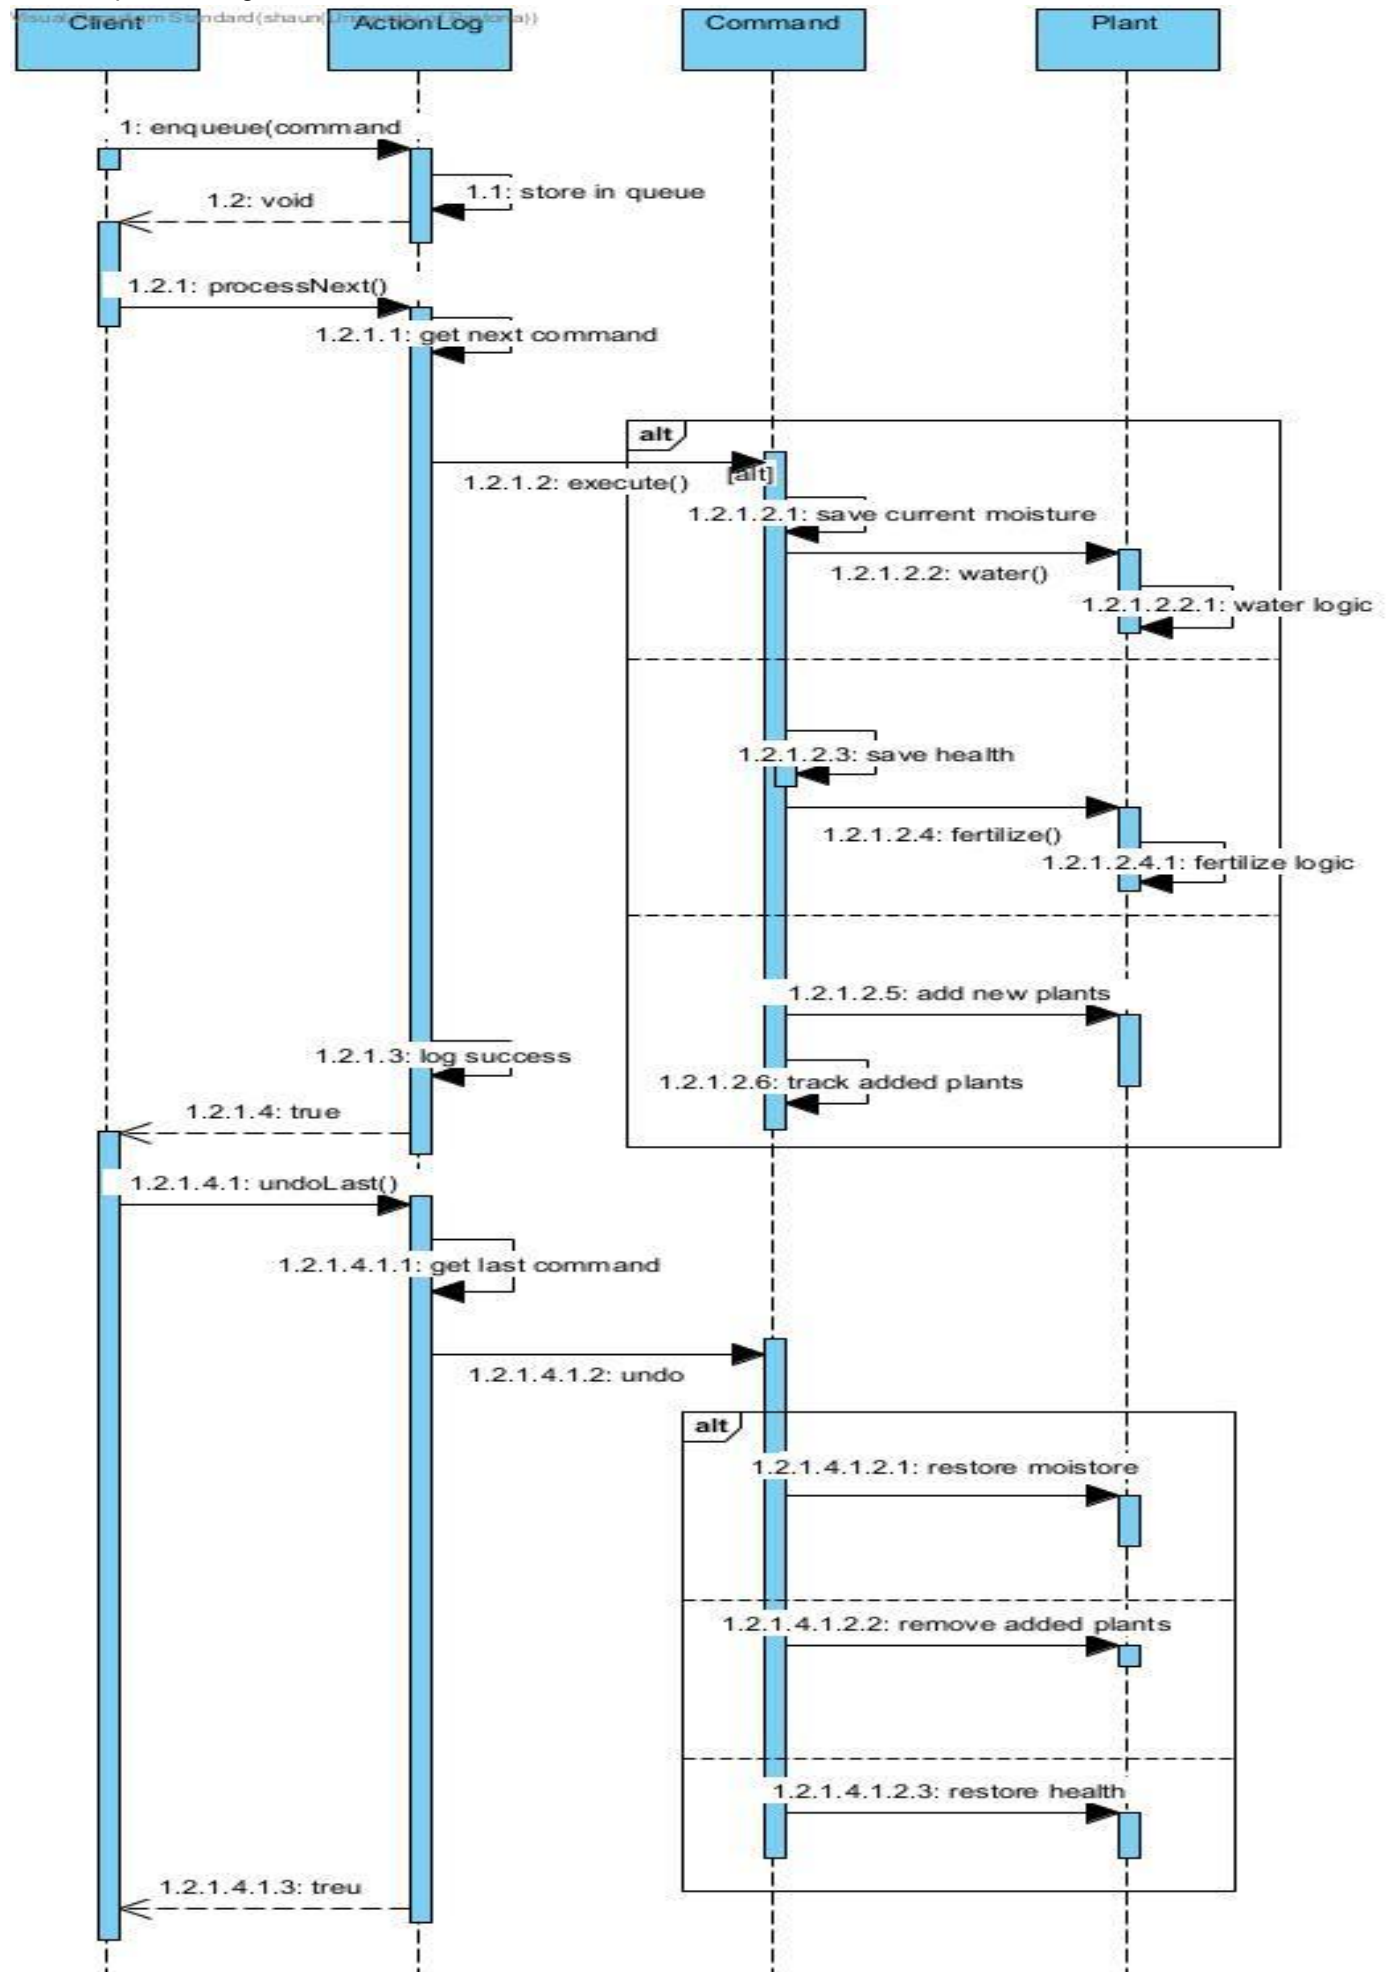 Client
ActionLog
Command
Plant
1: enqueue(command
1.1: store in queue
1.2: void
1.2.1: processNext()
1.2.1.1: get next command
alt
[alt]
1.2.1.2: execute()
1.2.1.2.1: save current moisture
1.2.1.2.2: water()
1.2.1.2.2.1: water logic
1.2.1.2.3: save health
1.2.1.2.4: fertilize()
1.2.1.2.4.1: fertilize logic
1.2.1.2.5: add new plants
1.2.1.3: log success
1.2.1.2.6: track added plants
1.2.1.4: true
1.2.1.4.1: undoLast()
1.2.1.4.1.1: get last command
1.2.1.4.1.2: undo
alt
1.2.1.4.1.2.1: restore moistore
1.2.1.4.1.2.2: remove added plants
1.2.1.4.1.2.3: restore health
1.2.1.4.1.3: treu